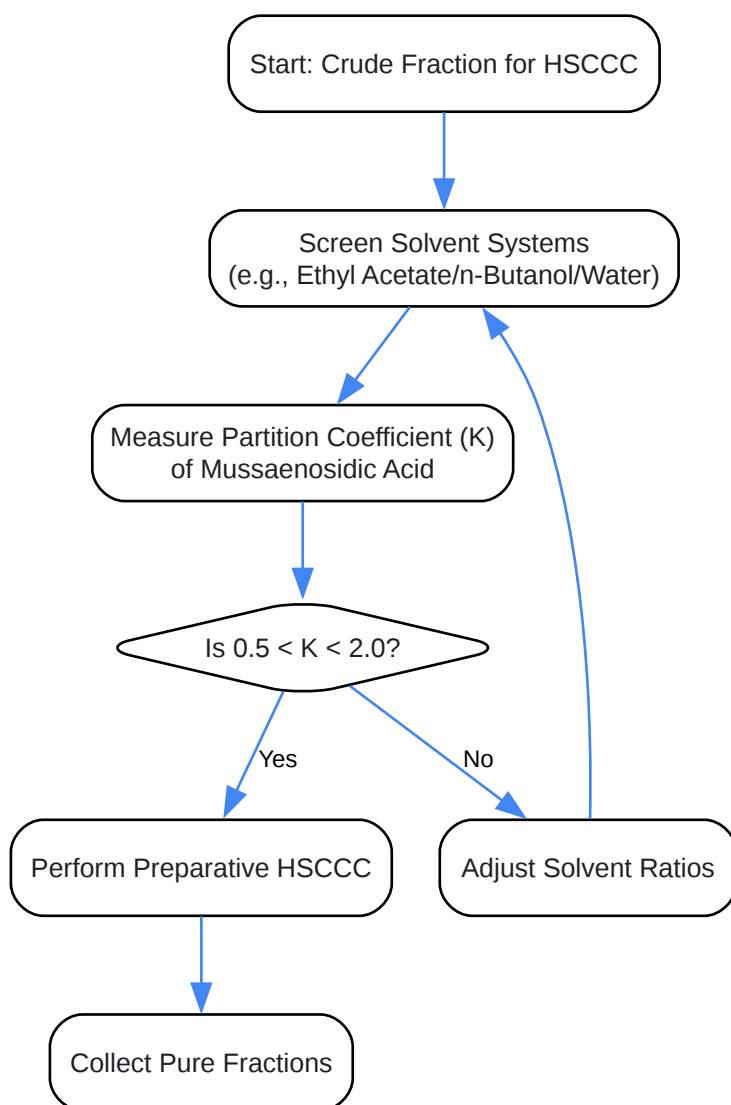 Start: Crude Fraction for HSCCC
Screen Solvent Systems
(e.g., Ethyl Acetate/n-Butanol/Water)
Measure Partition Coefficient (K)
of Mussaenosidic Acid
Is 0.5 < K < 2.0?
Yes
No
Perform Preparative HSCCC
Adjust Solvent Ratios
Collect Pure Fractions